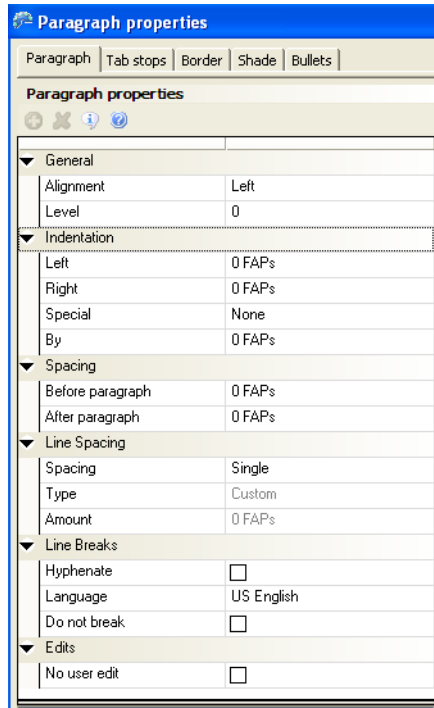 Paragraph properties
Paragraph Tab stops Border Shade Bullets
Paragraph properties
General
Alignment Left
Level 0
Indentation
Left 0 FAPs
Right 0 FAPs
Special None
By 0 FAPs
Spacing
Before paragraph 0 FAPs
After paragraph 0 FAPs
Line Spacing
Spacing Single
Type Custom
Amount 0 FAPs
Line Breaks
Hyphenate
Language US English
Do not break
Edits
No user edit